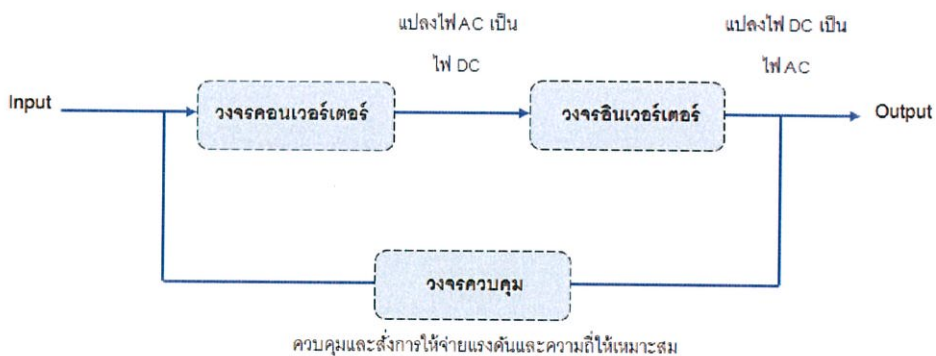 แปลงไฟ AC เป็น
ไฟ DC
แปลงไฟ DC เป็น
ไฟ AC
Input
วงจรคอนเวอร์เตอร์
วงจรอินเวอร์เตอร์
Output
วงจรควบคุม
ควบคุมและสั่งการให้จ่ายแรงดันและความถี่ให้เหมาะสม